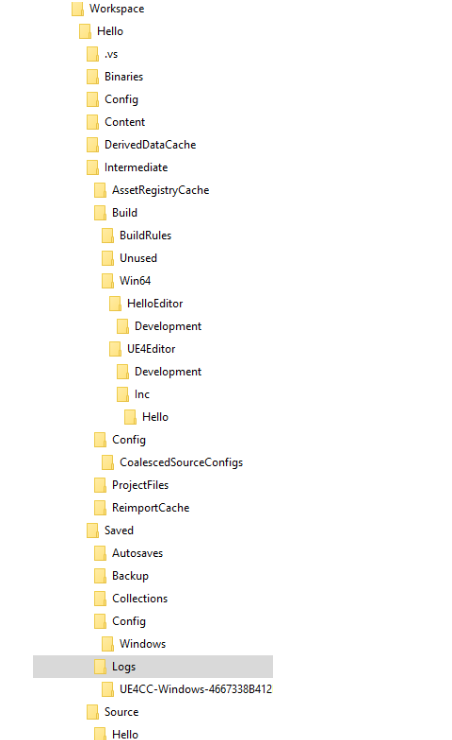 Workspace
Hello
.vs
Binaries
Config
Content
DerivedDataCache
Intermediate
AssetRegistryCache
Build
BuildRules
Unused
Win64
HelloEditor
Development
UE4Editor
Development
Inc
Hello
Config
CoalescedSourceConfigs
ProjectFiles
ReimportCache
Saved
Autosaves
Backup
Collections
Config
Windows
Logs
UE4CC-Windows-4667338B412
Source
Hello